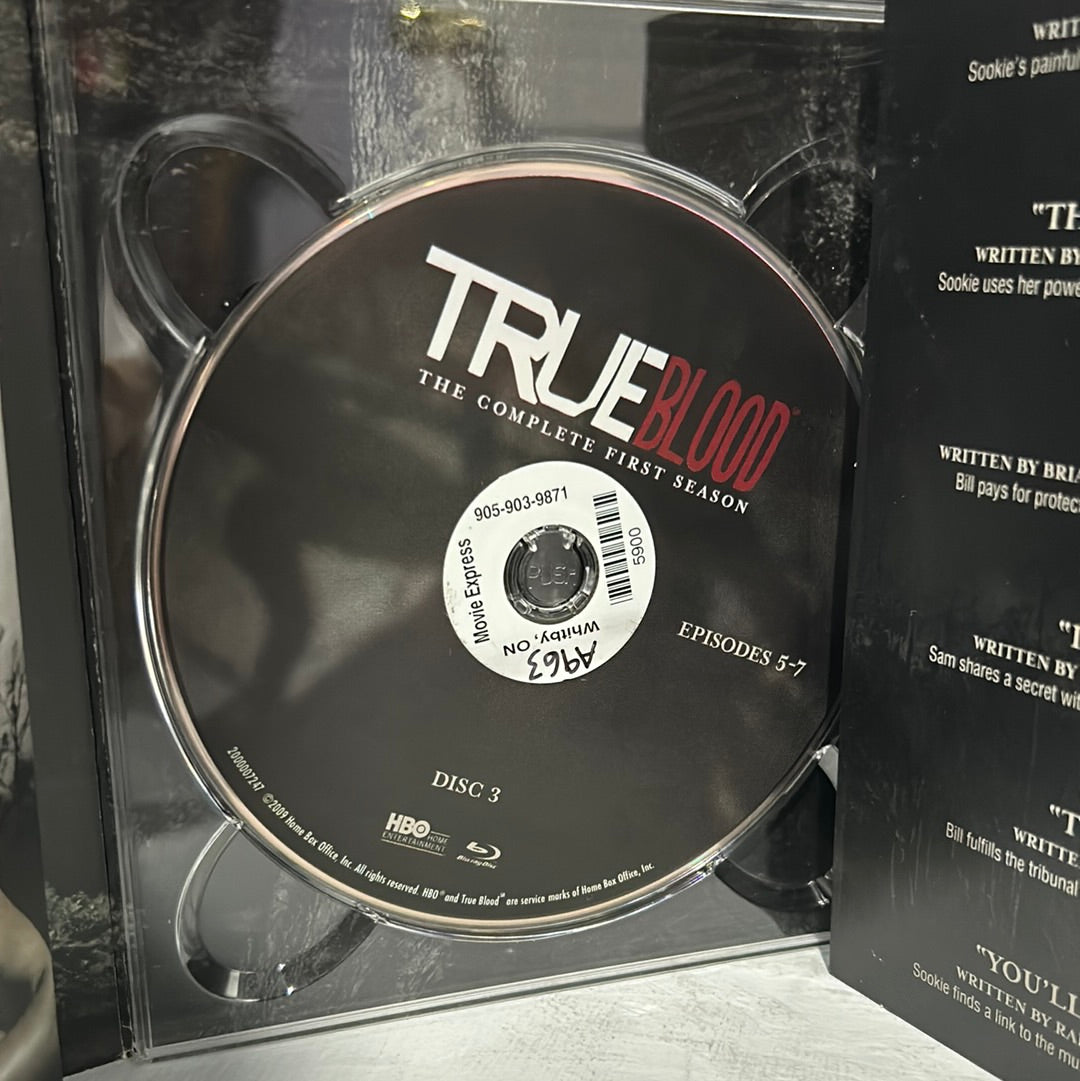 TRUEBLOOD
THE COMPLETE FIRST SEASON
905-903-9871
5900
Movie Express
Whitby, ON
A963
PUSH
EPISODES 5-7
DISC 3
HBO HOME
ENTERTAINMENT
Blu-ray Disc
2000007247 ©2009 Home Box Office, Inc. All rights reserved. HBO® and True Blood℠ are service marks of Home Box Office, Inc.
Sookie's painful
"TH
WRITTEN BY
Sookie uses her powe
WRITTEN BY BRIA
Bill pays for protec
WRITTEN BY
Sam shares a secret wit
"T
WRITTE
Bill fulfills the tribunal
"YOU'LL
WRITTEN BY RA
Sookie finds a link to the mu